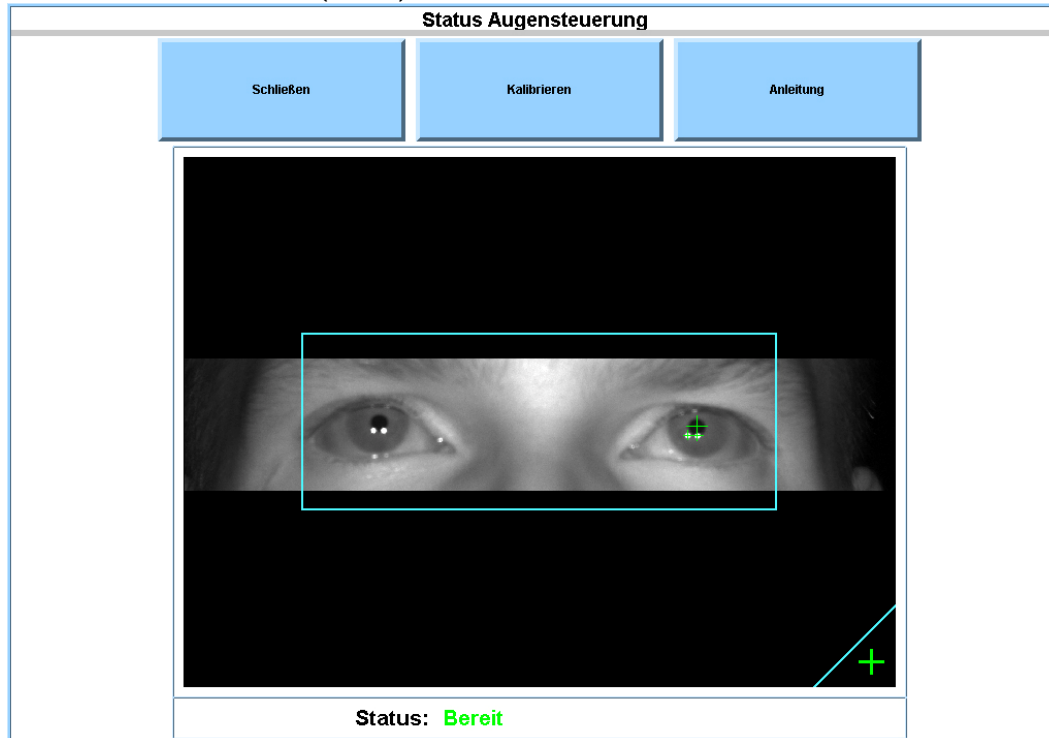 Status Augensteuerung
Schließen
Kalibrieren
Anleitung
Status: Bereit